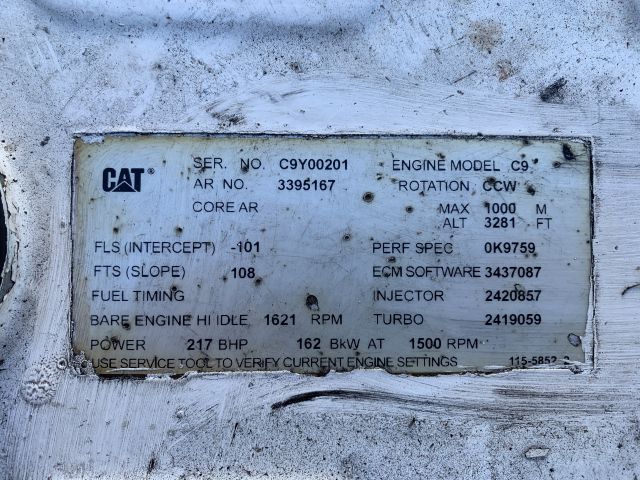 CAT®
SER. NO. C9Y00201 ENGINE MODEL C9
AR NO. 3395167 ROTATION CCW
CORE AR MAX 1000 M
ALT 3281 FT
FLS (INTERCEPT) -101 PERF SPEC 0K9759
FTS (SLOPE) 108 ECM SOFTWARE 3437087
FUEL TIMING INJECTOR 2420857
BARE ENGINE HI IDLE 1621 RPM TURBO 2419059
POWER 217 BHP 162 BkW AT 1500 RPM
USE SERVICE TOOL TO VERIFY CURRENT ENGINE SETTINGS 115-5852 2